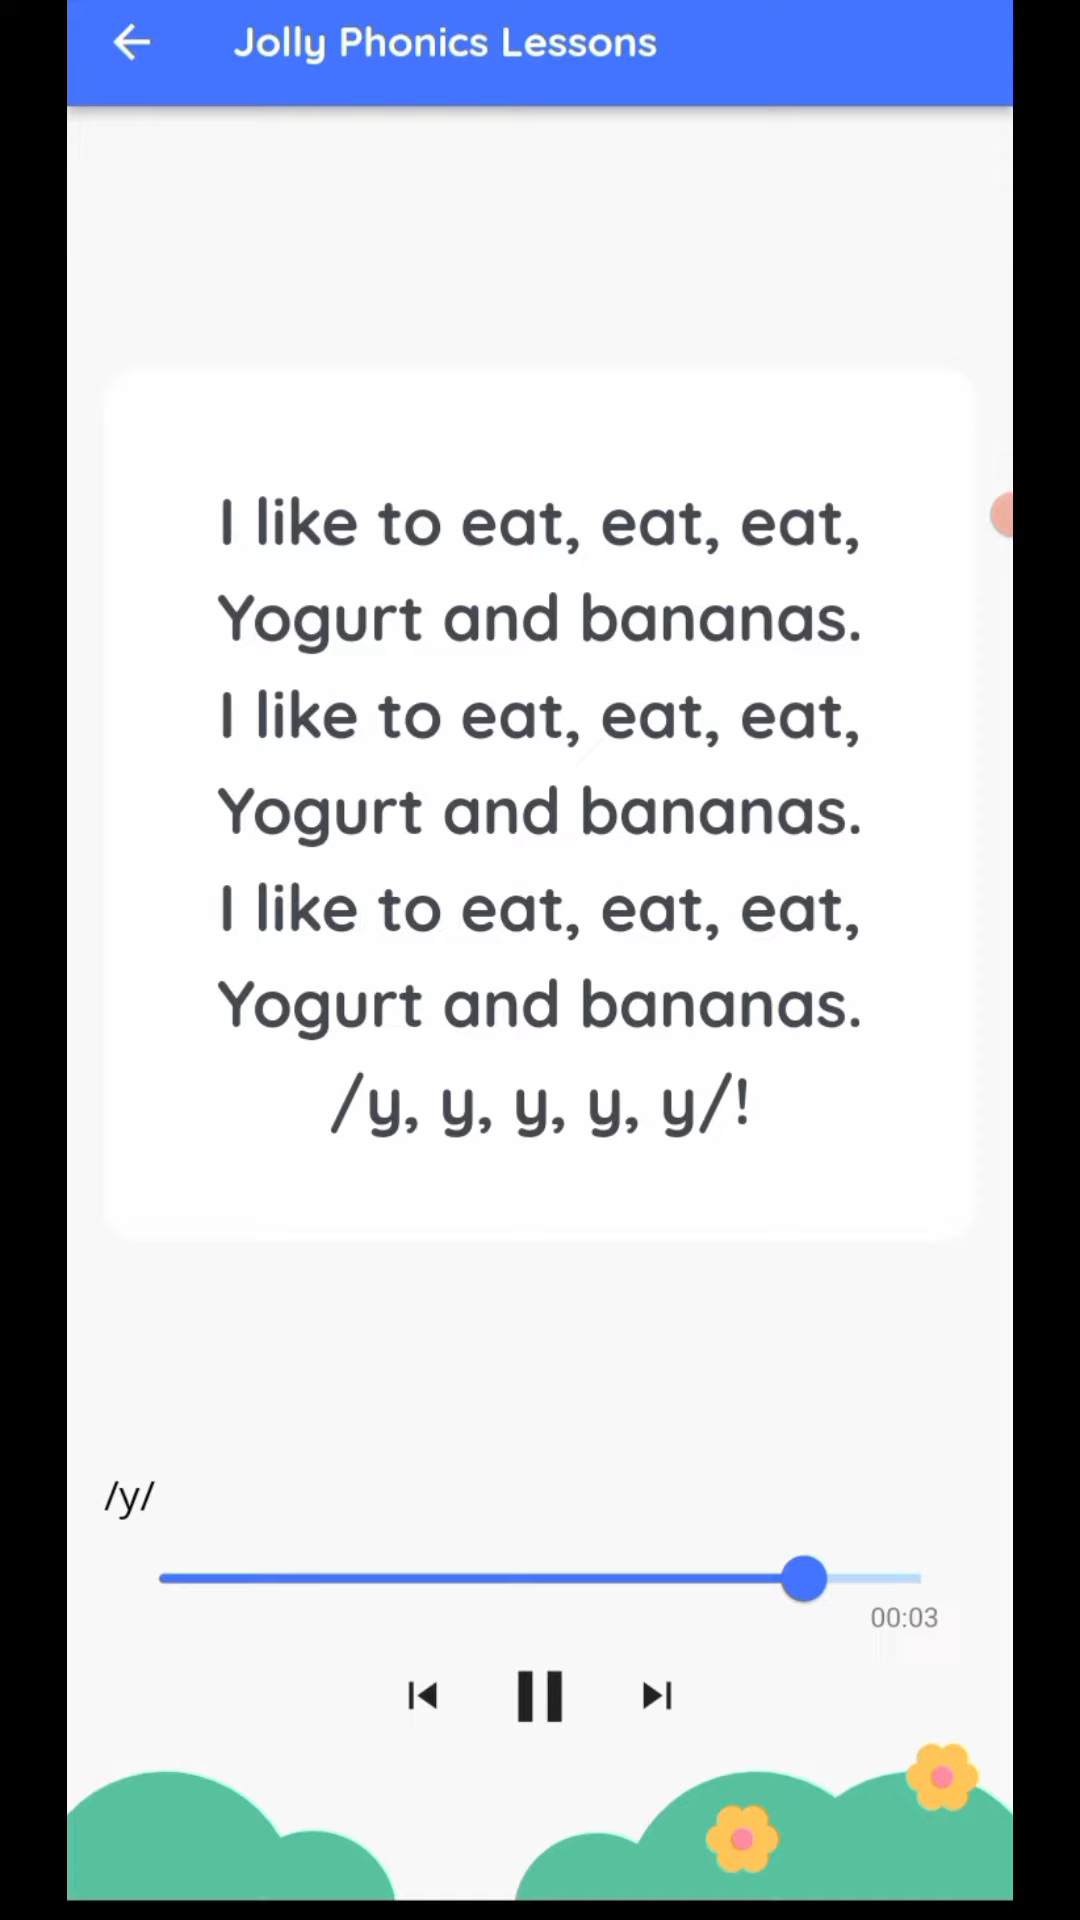 Jolly Phonics Lessons
I like to eat, eat, eat,
Yogurt and bananas.
I like to eat, eat, eat,
Yogurt and bananas.
I like to eat, eat, eat,
Yogurt and bananas.
/y, y, y, y, y/!
/y/
00:03